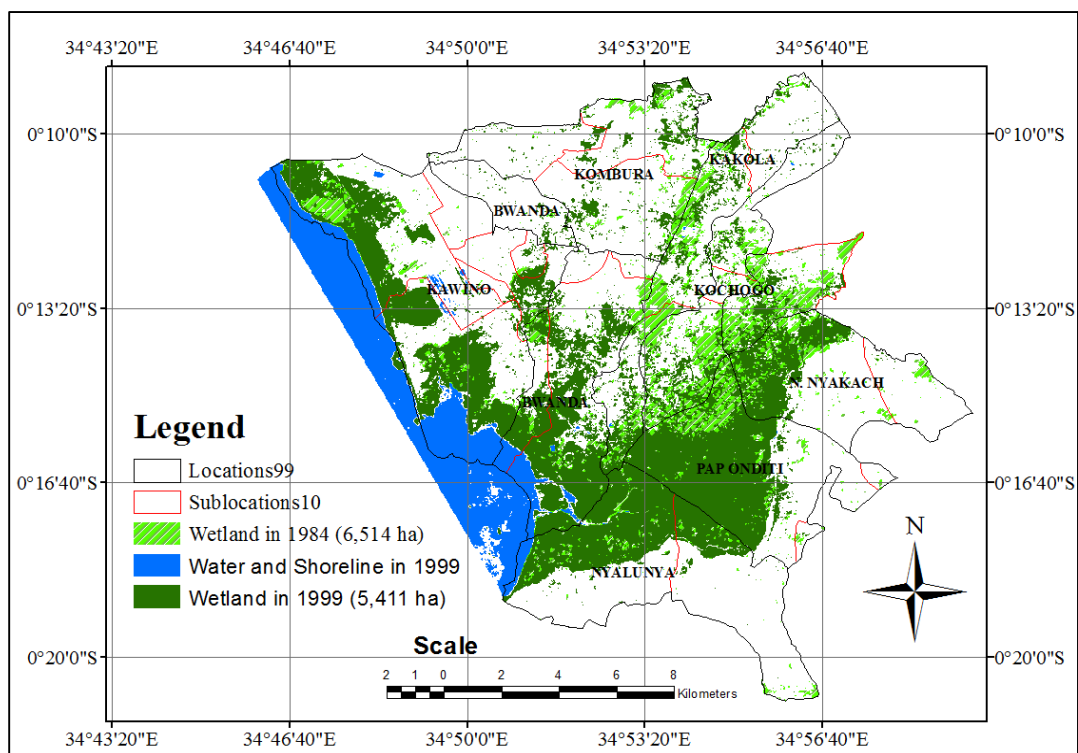 34°43'20"E 34°46'40"E 34°50'0"E 34°53'20"E 34°56'40"E
0°10'0"S 0°10'0"S
KAKOLA
KOMBURA
BWANDA
KAWINO KOCHOGO
0°13'20"S 0°13'20"S
N. NYAKACH
BWANDA
Legend
Locations99
PAP ONDITI
0°16'40"S 0°16'40"S
Sublocations10
Wetland in 1984 (6,514 ha)
N
Water and Shoreline in 1999
NYALUNYA
Wetland in 1999 (5,411 ha)
Scale
0°20'0"S 0°20'0"S
2 1 0 2 4 6 8
Kilometers
34°43'20"E 34°46'40"E 34°50'0"E 34°53'20"E 34°56'40"E